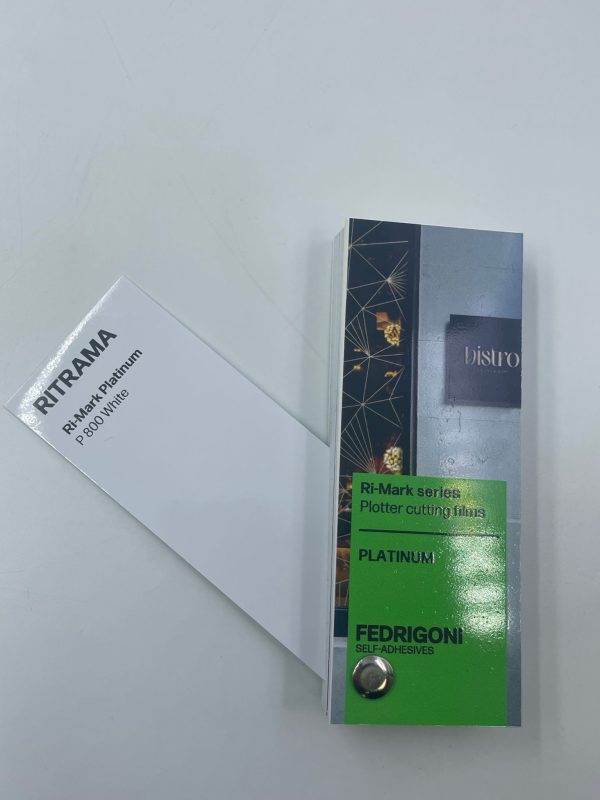 RITRAMA
Ri-Mark Platinum
P 800 White
bistro
Ri-Mark series
Plotter cutting films
PLATINUM
FEDRIGONI
SELF-ADHESIVES